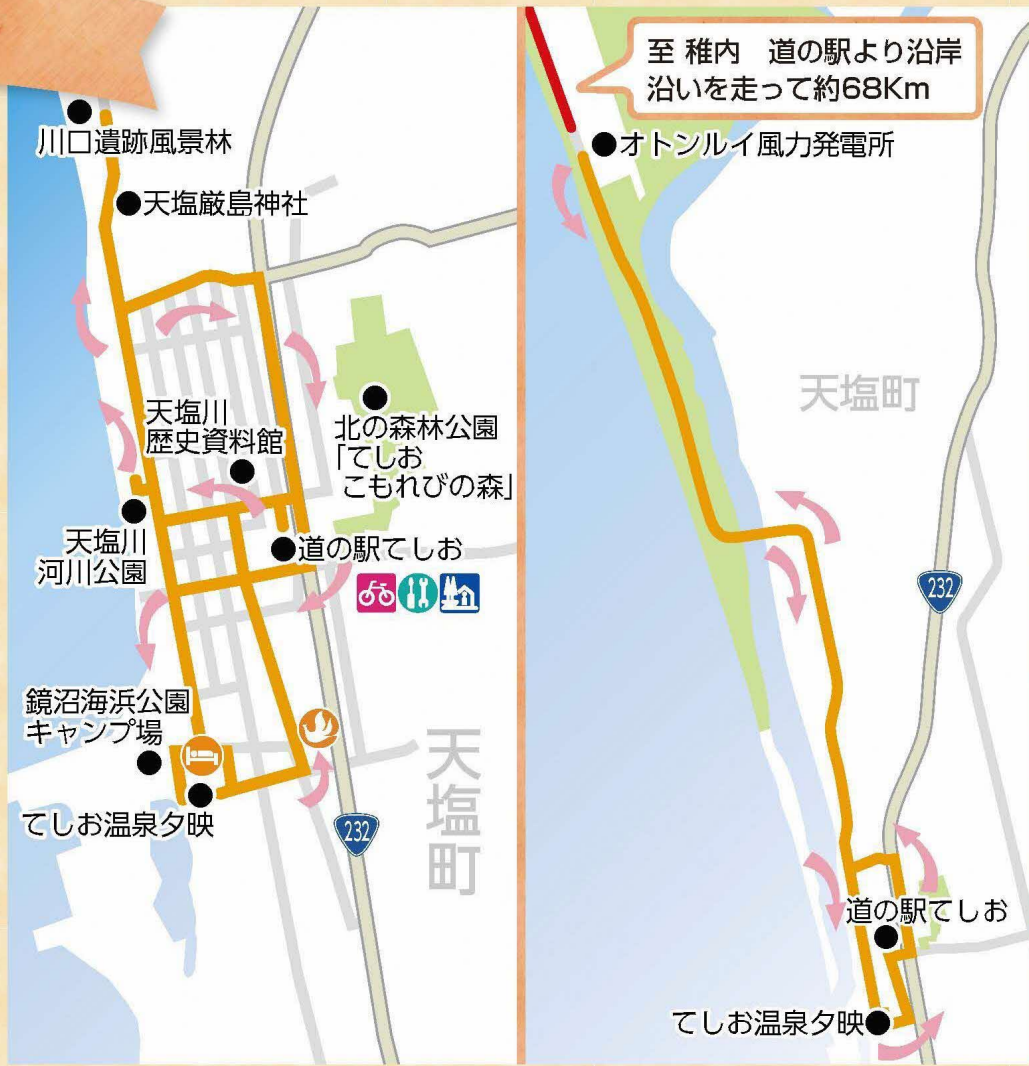 川口遺跡風景林
天塩厳島神社
天塩川
歴史資料館
北の森林公園
「てしお
こもれびの森」
天塩川
河川公園
道の駅てしお
鏡沼海浜公園
キャンプ場
てしお温泉夕映
232
天塩町
至 稚内　道の駅より沿岸
沿いを走って約68Km
オトンルイ風力発電所
天塩町
232
道の駅てしお
てしお温泉夕映